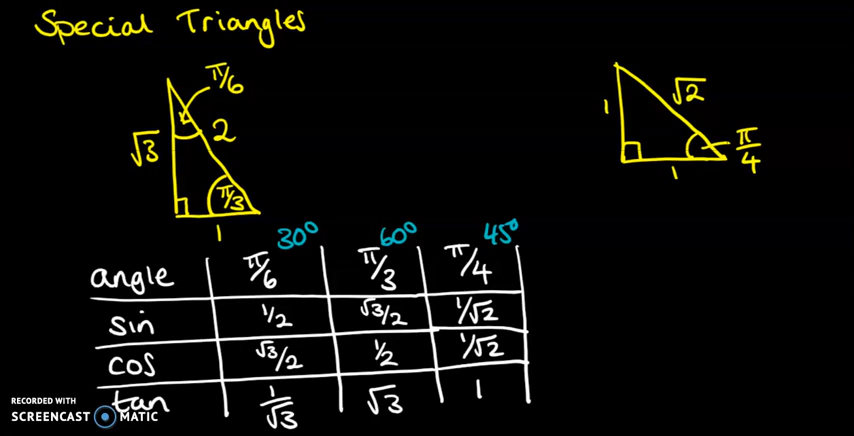 Special Triangles
π/6
√3
2
π/3
1
1
√2
π/4
1
30° 60° 45°
angle π/6 π/3 π/4
sin 1/2 √3/2 1/√2
cos √3/2 1/2 1/√2
tan 1/√3 √3 1
RECORDED WITH
SCREENCAST MATIC